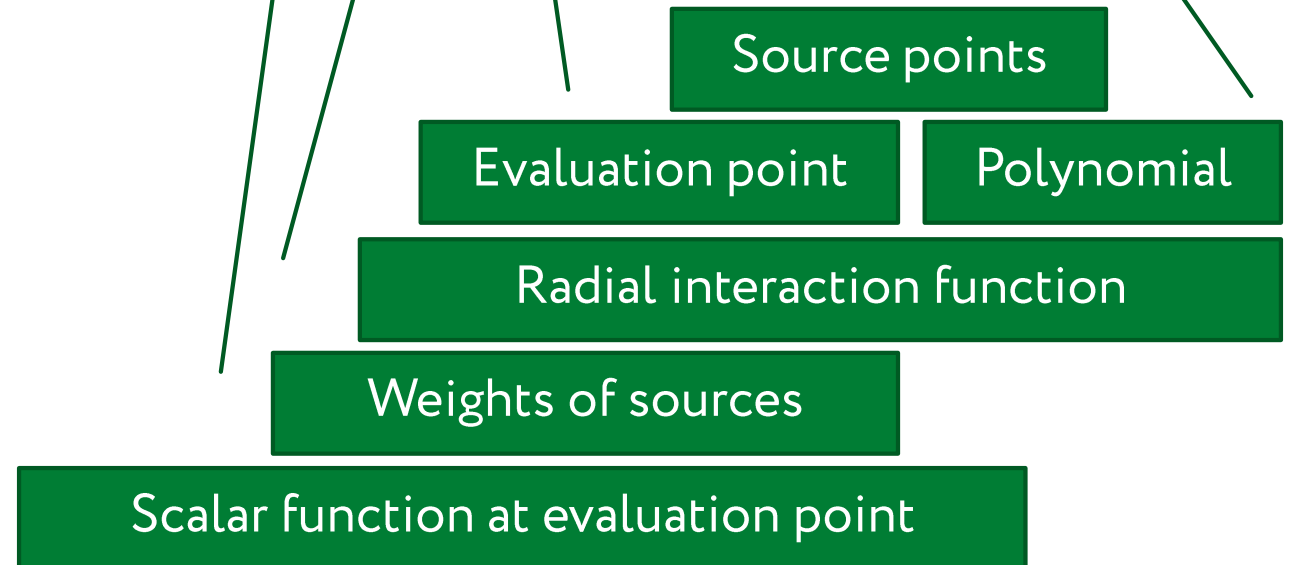 Source points
Evaluation point
Polynomial
Radial interaction function
Weights of sources
Scalar function at evaluation point